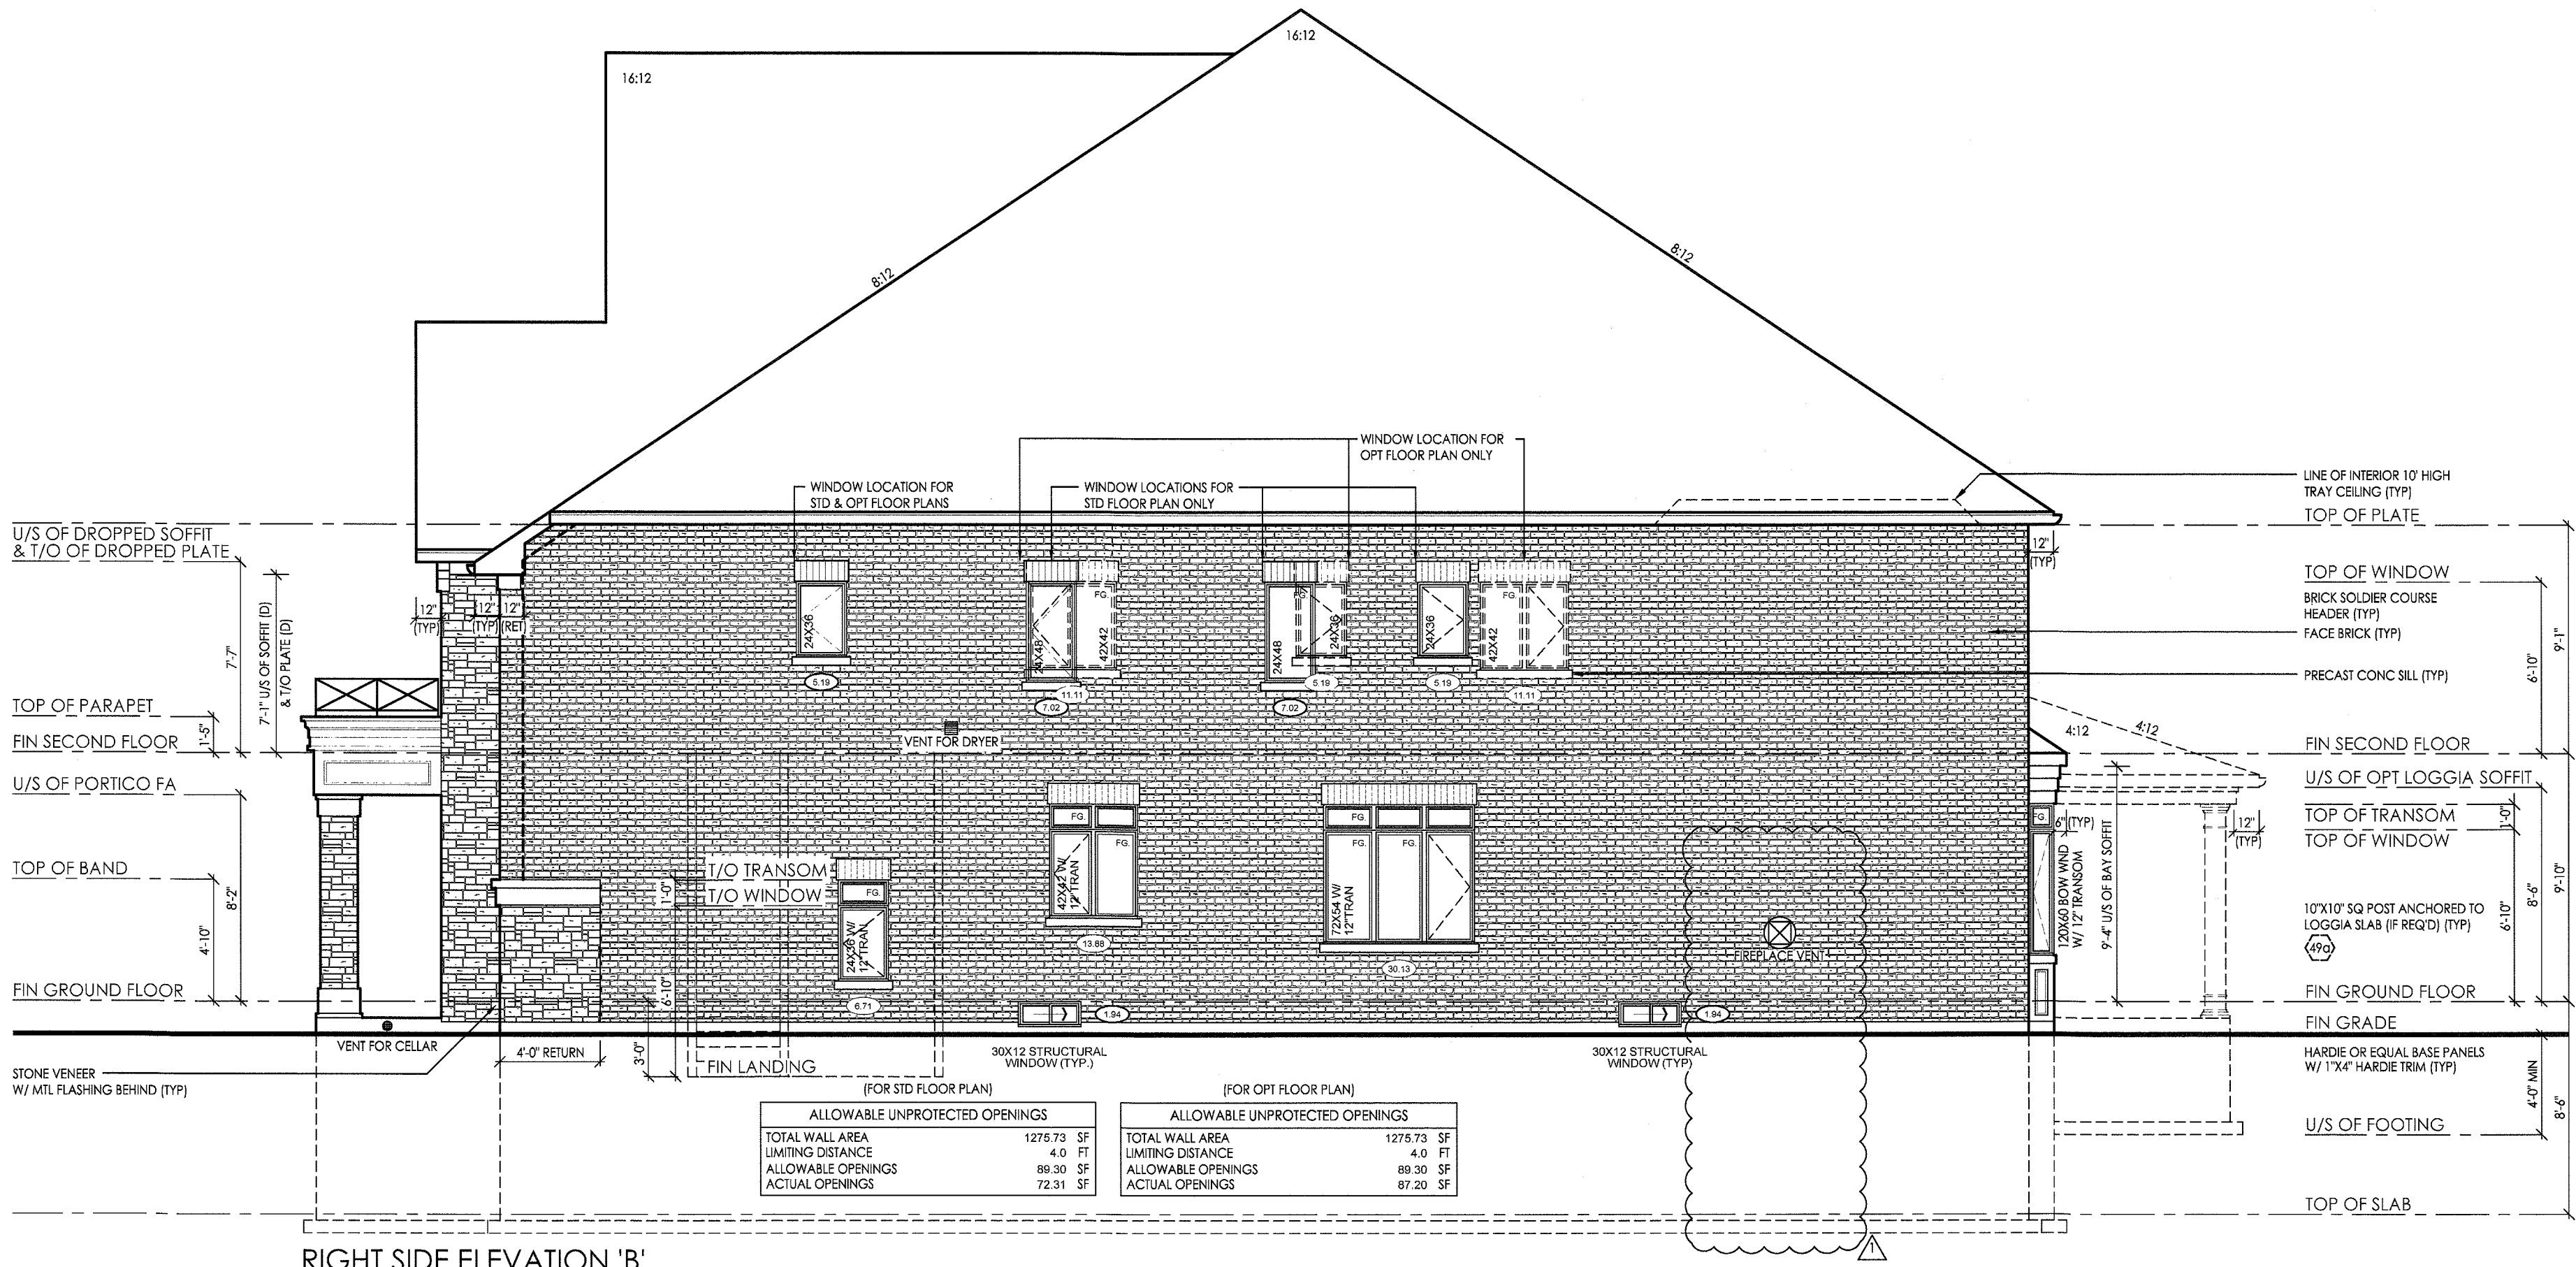 16:12
16:12
8:12
8:12
WINDOW LOCATION FOR
OPT FLOOR PLAN ONLY
WINDOW LOCATION FOR
STD & OPT FLOOR PLANS
WINDOW LOCATIONS FOR
STD FLOOR PLAN ONLY
LINE OF INTERIOR 10' HIGH
TRAY CEILING (TYP)
TOP OF PLATE
U/S OF DROPPED SOFFIT
& T/O OF DROPPED PLATE
12"
(TYP)
TOP OF WINDOW
BRICK SOLDIER COURSE
HEADER (TYP)
FACE BRICK (TYP)
PRECAST CONC SILL (TYP)
9'-1"
6'-10"
7'-7"
7'-1" U/S OF SOFFIT (D)
& T/O PLATE (D)
12"
(TYP)
12"
(TYP)
12"
(RET)
24X36
5.19
24X48
FG.
42X42
11.11
7.02
24X48
FG.
24X36
5.19
7.02
24X36
5.19
42X42
FG.
11.11
TOP OF PARAPET
1'-5"
FIN SECOND FLOOR
VENT FOR DRYER
4:12
4:12
FIN SECOND FLOOR
U/S OF PORTICO FA
U/S OF OPT LOGGIA SOFFIT
TOP OF TRANSOM
1'-0"
TOP OF WINDOW
FG.
6" (TYP)
12"
(TYP)
120X60 BOW WND
W/ 12" TRANSOM
9'-4" U/S OF BAY SOFFIT
TOP OF BAND
8'-2"
4'-10"
T/O TRANSOM
1'-0"
T/O WINDOW
FG.
24X36 W/
12"TRAN
6.71
FG.
FG.
42X42 W/
12"TRAN
13.88
FG.
FG.
FG.
72X54 W/
12"TRAN
30.13
FIREPLACE VENT
10"X10" SQ POST ANCHORED TO
LOGGIA SLAB (IF REQ'D) (TYP)
49a
6'-10"
8'-6"
9'-10"
FIN GROUND FLOOR
6'-10"
1.94
1.94
FIN GROUND FLOOR
FIN GRADE
VENT FOR CELLAR
4'-0" RETURN
3'-0"
FIN LANDING
30X12 STRUCTURAL
WINDOW (TYP.)
30X12 STRUCTURAL
WINDOW (TYP)
STONE VENEER
W/ MTL FLASHING BEHIND (TYP)
HARDIE OR EQUAL BASE PANELS
W/ 1"X4" HARDIE TRIM (TYP)
4'-0" MIN
8'-6"
U/S OF FOOTING
TOP OF SLAB
(FOR STD FLOOR PLAN)
ALLOWABLE UNPROTECTED OPENINGS
TOTAL WALL AREA 1275.73 SF
LIMITING DISTANCE 4.0 FT
ALLOWABLE OPENINGS 89.30 SF
ACTUAL OPENINGS 72.31 SF
(FOR OPT FLOOR PLAN)
ALLOWABLE UNPROTECTED OPENINGS
TOTAL WALL AREA 1275.73 SF
LIMITING DISTANCE 4.0 FT
ALLOWABLE OPENINGS 89.30 SF
ACTUAL OPENINGS 87.20 SF
1
RIGHT SIDE ELEVATION 'B'